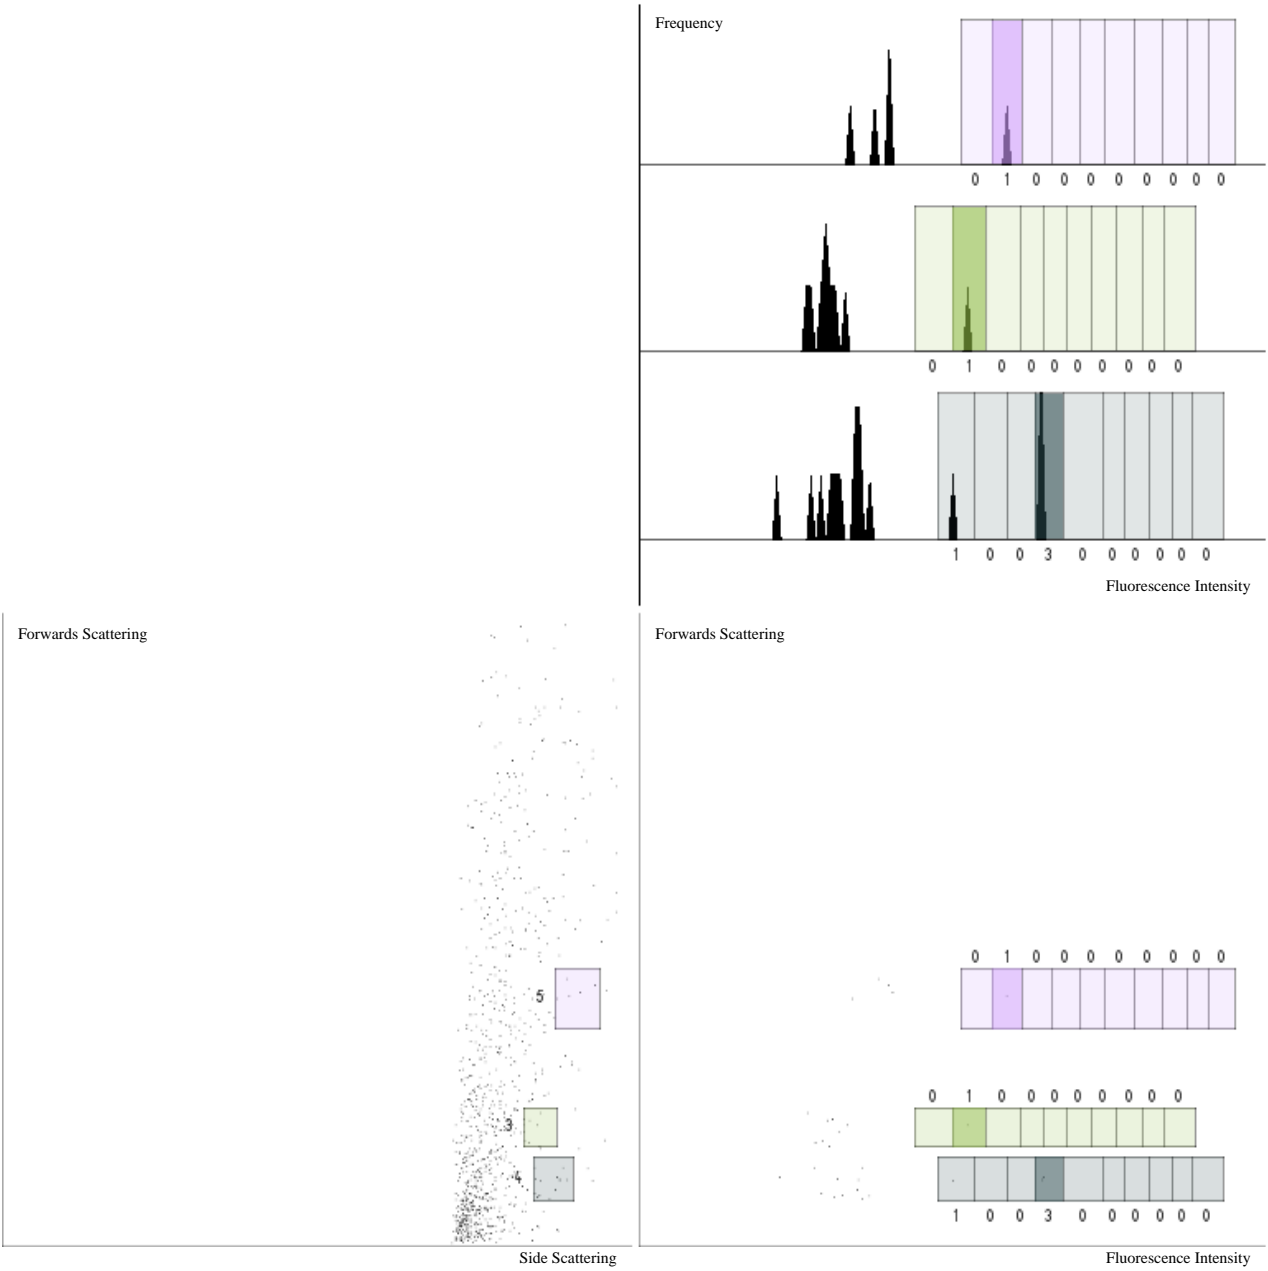 Frequency
0 1 0 0 0 0 0 0 0 0
0 1 0 0 0 0 0 0 0 0
1 0 0 3 0 0 0 0 0 0
Fluorescence Intensity
Forwards Scattering
5
3
4
Side Scattering
Forwards Scattering
0 1 0 0 0 0 0 0 0 0
0 1 0 0 0 0 0 0 0 0
1 0 0 3 0 0 0 0 0 0
Fluorescence Intensity